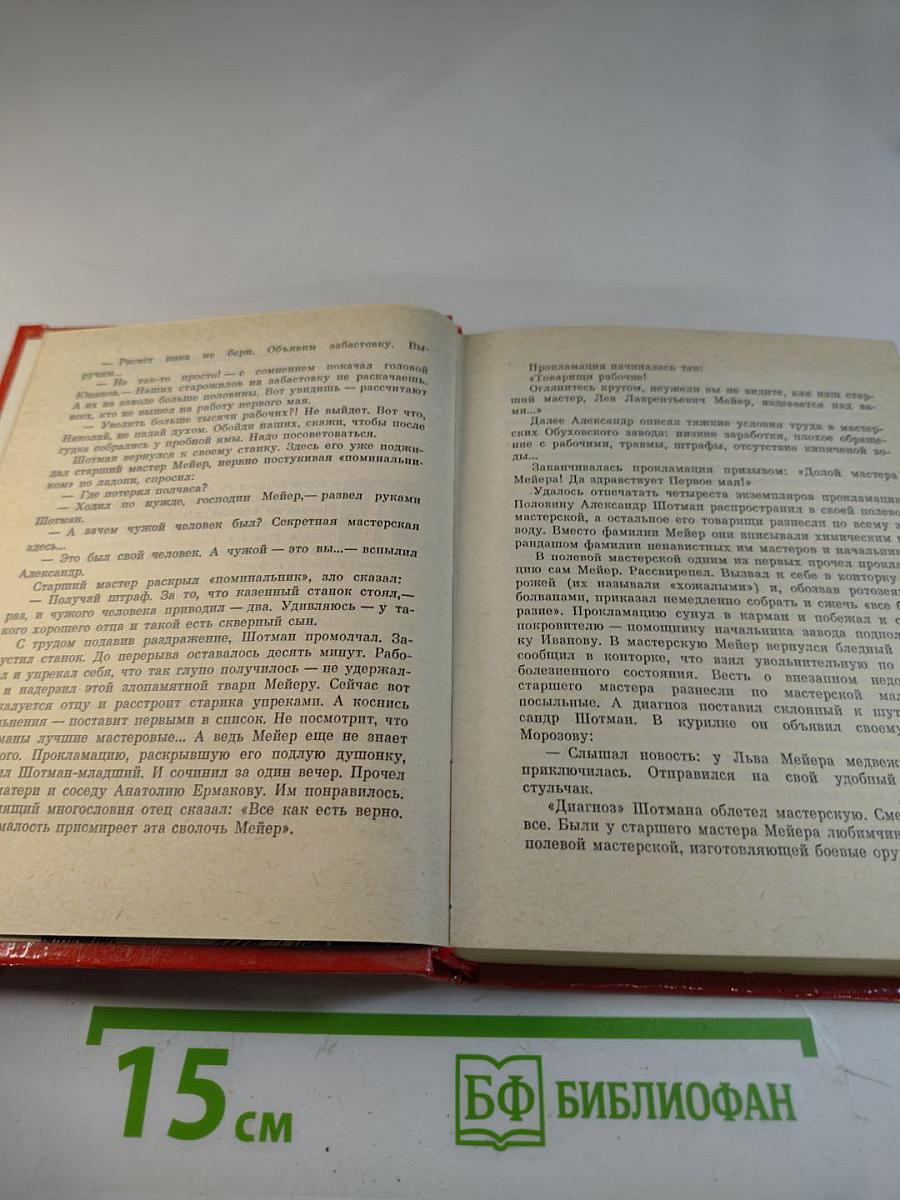 — Расчет пока не бери. Объявим забастовку. Вы-
ручим...
— Не так-то просто! — с сомнением покачал головой
Юников.— Наших старожилов на забастовку не раскачаешь.
А их на заводе больше половины. Вот увидишь — рассчитают
всех, кто не вышел на работу первого мая.
— Уволить больше тысячи рабочих?! Не выйдет. Вот что,
Николай, не падай духом. Обойди наших, скажи, чтобы после
гудка собрались у пробной ямы. Надо посоветоваться.
Шотман вернулся к своему станку. Здесь его уже поджи-
дал старший мастер Мейер, нервно постукивая «поминальни-
ком» по ладони, спросил:
— Где потерял полчаса?
— Ходил по нужде, господин Мейер,— развел руками
Шотман.
— А зачем чужой человек был? Секретная мастерская
здесь...
— Это был свой человек. А чужой — это вы...— вспылил
Александр.
Старший мастер раскрыл «поминальник», зло сказал:
— Получай штраф. За то, что казенный станок стоял,—
раз, и чужого человека приводил — два. Удивляюсь — у та-
кого хорошего отца и такой есть скверный сын.
С трудом подавив раздражение, Шотман промолчал. За-
устил станок. До перерыва оставалось десять минут. Рабо-
л и упрекал себя, что так глупо получилось — не удержал-
и надерзил этой злопамятной твари Мейеру. Сейчас вот
калуется отцу и расстроит старика упреками. А коснись
льнения — поставит первыми в список. Не посмотрит, что
маны лучшие мастеровые... А ведь Мейер еще не знает
ого. Прокламацию, раскрывшую его подлую душонку,
ил Шотман-младший. И сочинил за один вечер. Прочел
матери и соседу Анатолию Ермакову. Им понравилось.
дящий многословия отец сказал: «Все как есть верно.
малость присмиреет эта сволочь Мейер».
Прокламация начиналась так:
«Товарищи рабочие!
Оглянитесь кругом, неужели вы не видите, как наш стар-
ший мастер, Лев Лаврентьевич Мейер, издевается над ва-
ми...»
Далее Александр описал тяжкие условия труда в мастер-
ских Обуховского завода: низкие заработки, плохое обраще-
ние с рабочими, травмы, штрафы, отсутствие кипяченой во-
ды...
Заканчивалась прокламация призывом: «Долой мастера
Мейера! Да здравствует Первое мая!»
Удалось отпечатать четыреста экземпляров прокламации
Половину Александр Шотман распространил в своей полево
мастерской, а остальное его товарищи разнесли по всему з
воду. Вместо фамилии Мейер они вписывали химическим к
рандашом фамилии ненавистных им мастеров и начальник
В полевой мастерской одним из первых прочел прокла
цию сам Мейер. Рассвирепел. Вызвал к себе в конторку
рожей (их называли «хожалыми») и, обозвав ротозея
болванами, приказал немедленно собрать и сжечь «все б
разие». Прокламацию сунул в карман и побежал к с
покровителю — помощнику начальника завода подпол
ку Иванову. В мастерскую Мейер вернулся бледный
сообщил в конторке, что взял увольнительную по
болезненного состояния. Весть о внезапном недо
старшего мастера разнесли по мастерской мал
посыльные. А диагноз поставил склонный к шут
сандр Шотман. В курилке он объявил своему
Морозову:
— Слышал новость: у Льва Мейера медвеж
приключилась. Отправился на свой удобный
стульчак.
«Диагноз» Шотмана облетел мастерскую. Сме
все. Были у старшего мастера Мейера любимчик
полевой мастерской, изготовляющей боевые ору
15 см
БФ БИБЛИОФАН